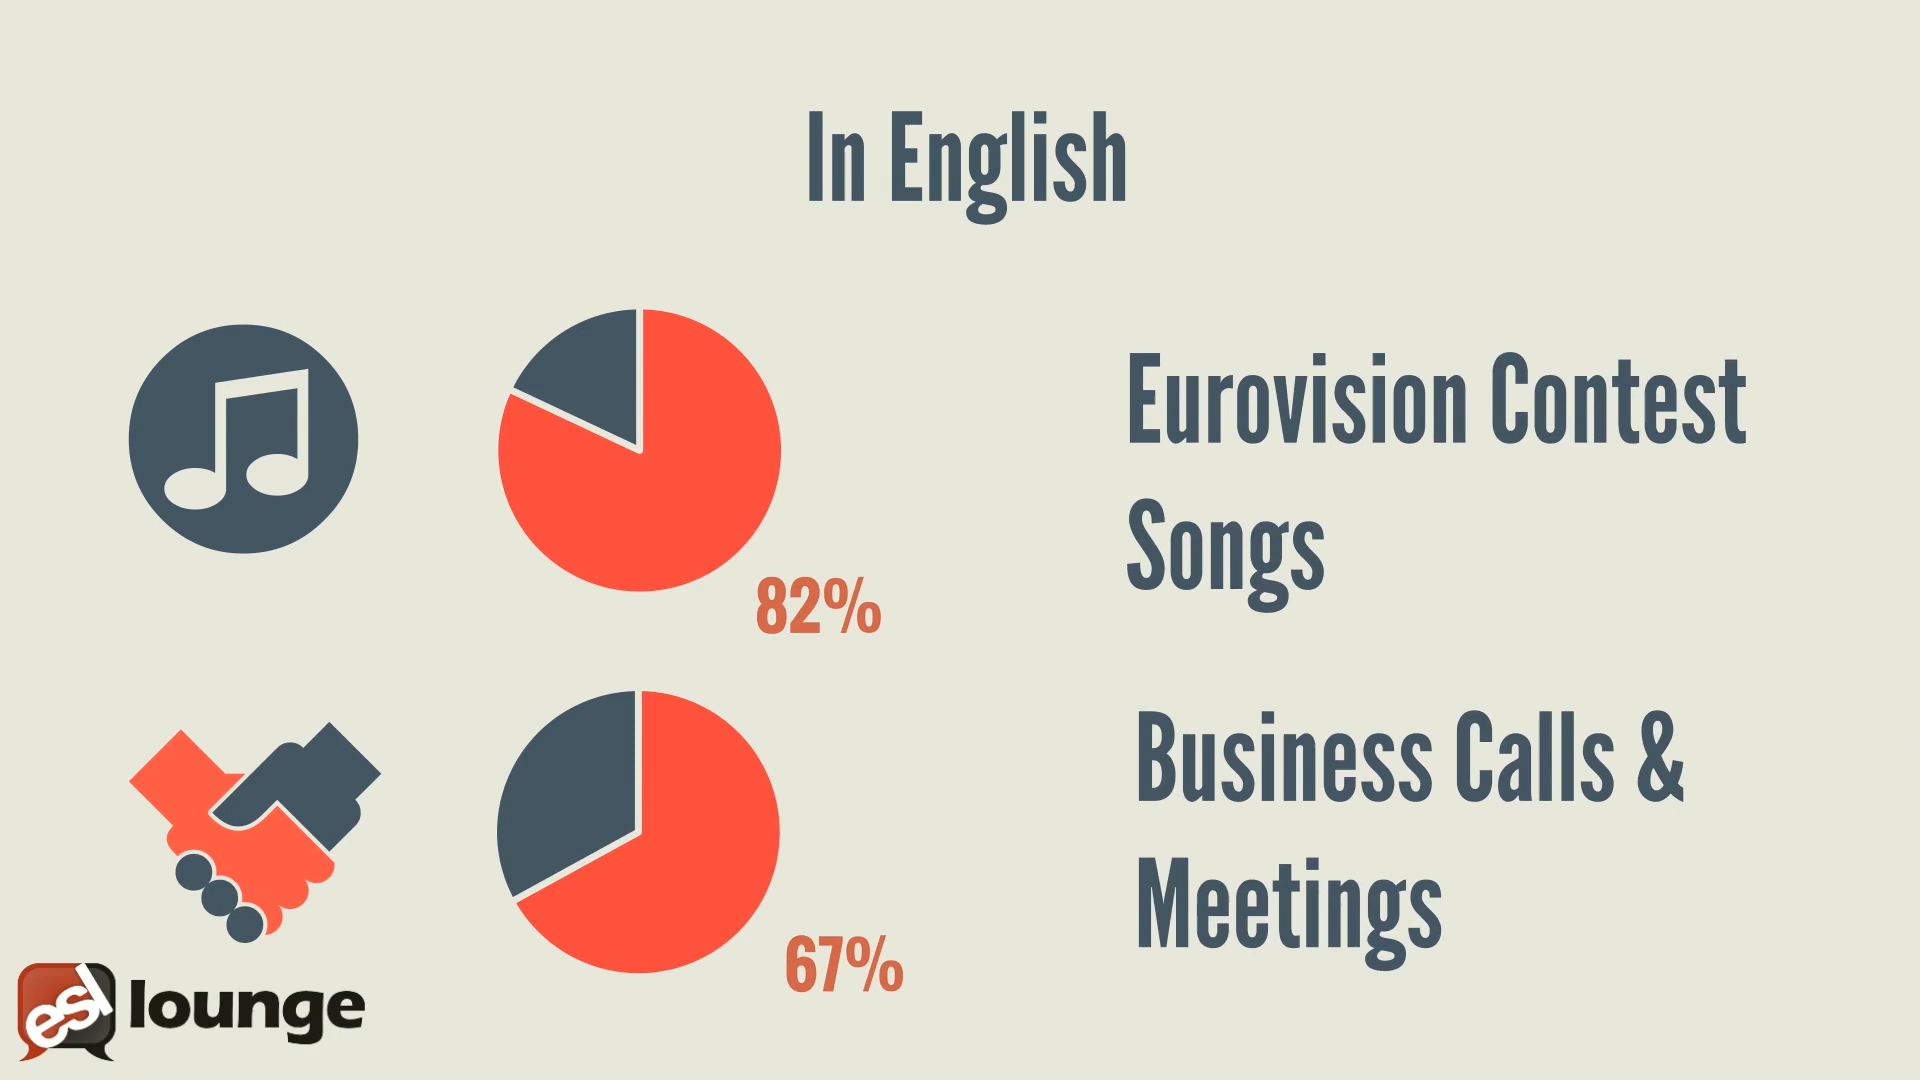 In English
82%
Eurovision Contest
Songs
67%
Business Calls &
Meetings
esl lounge